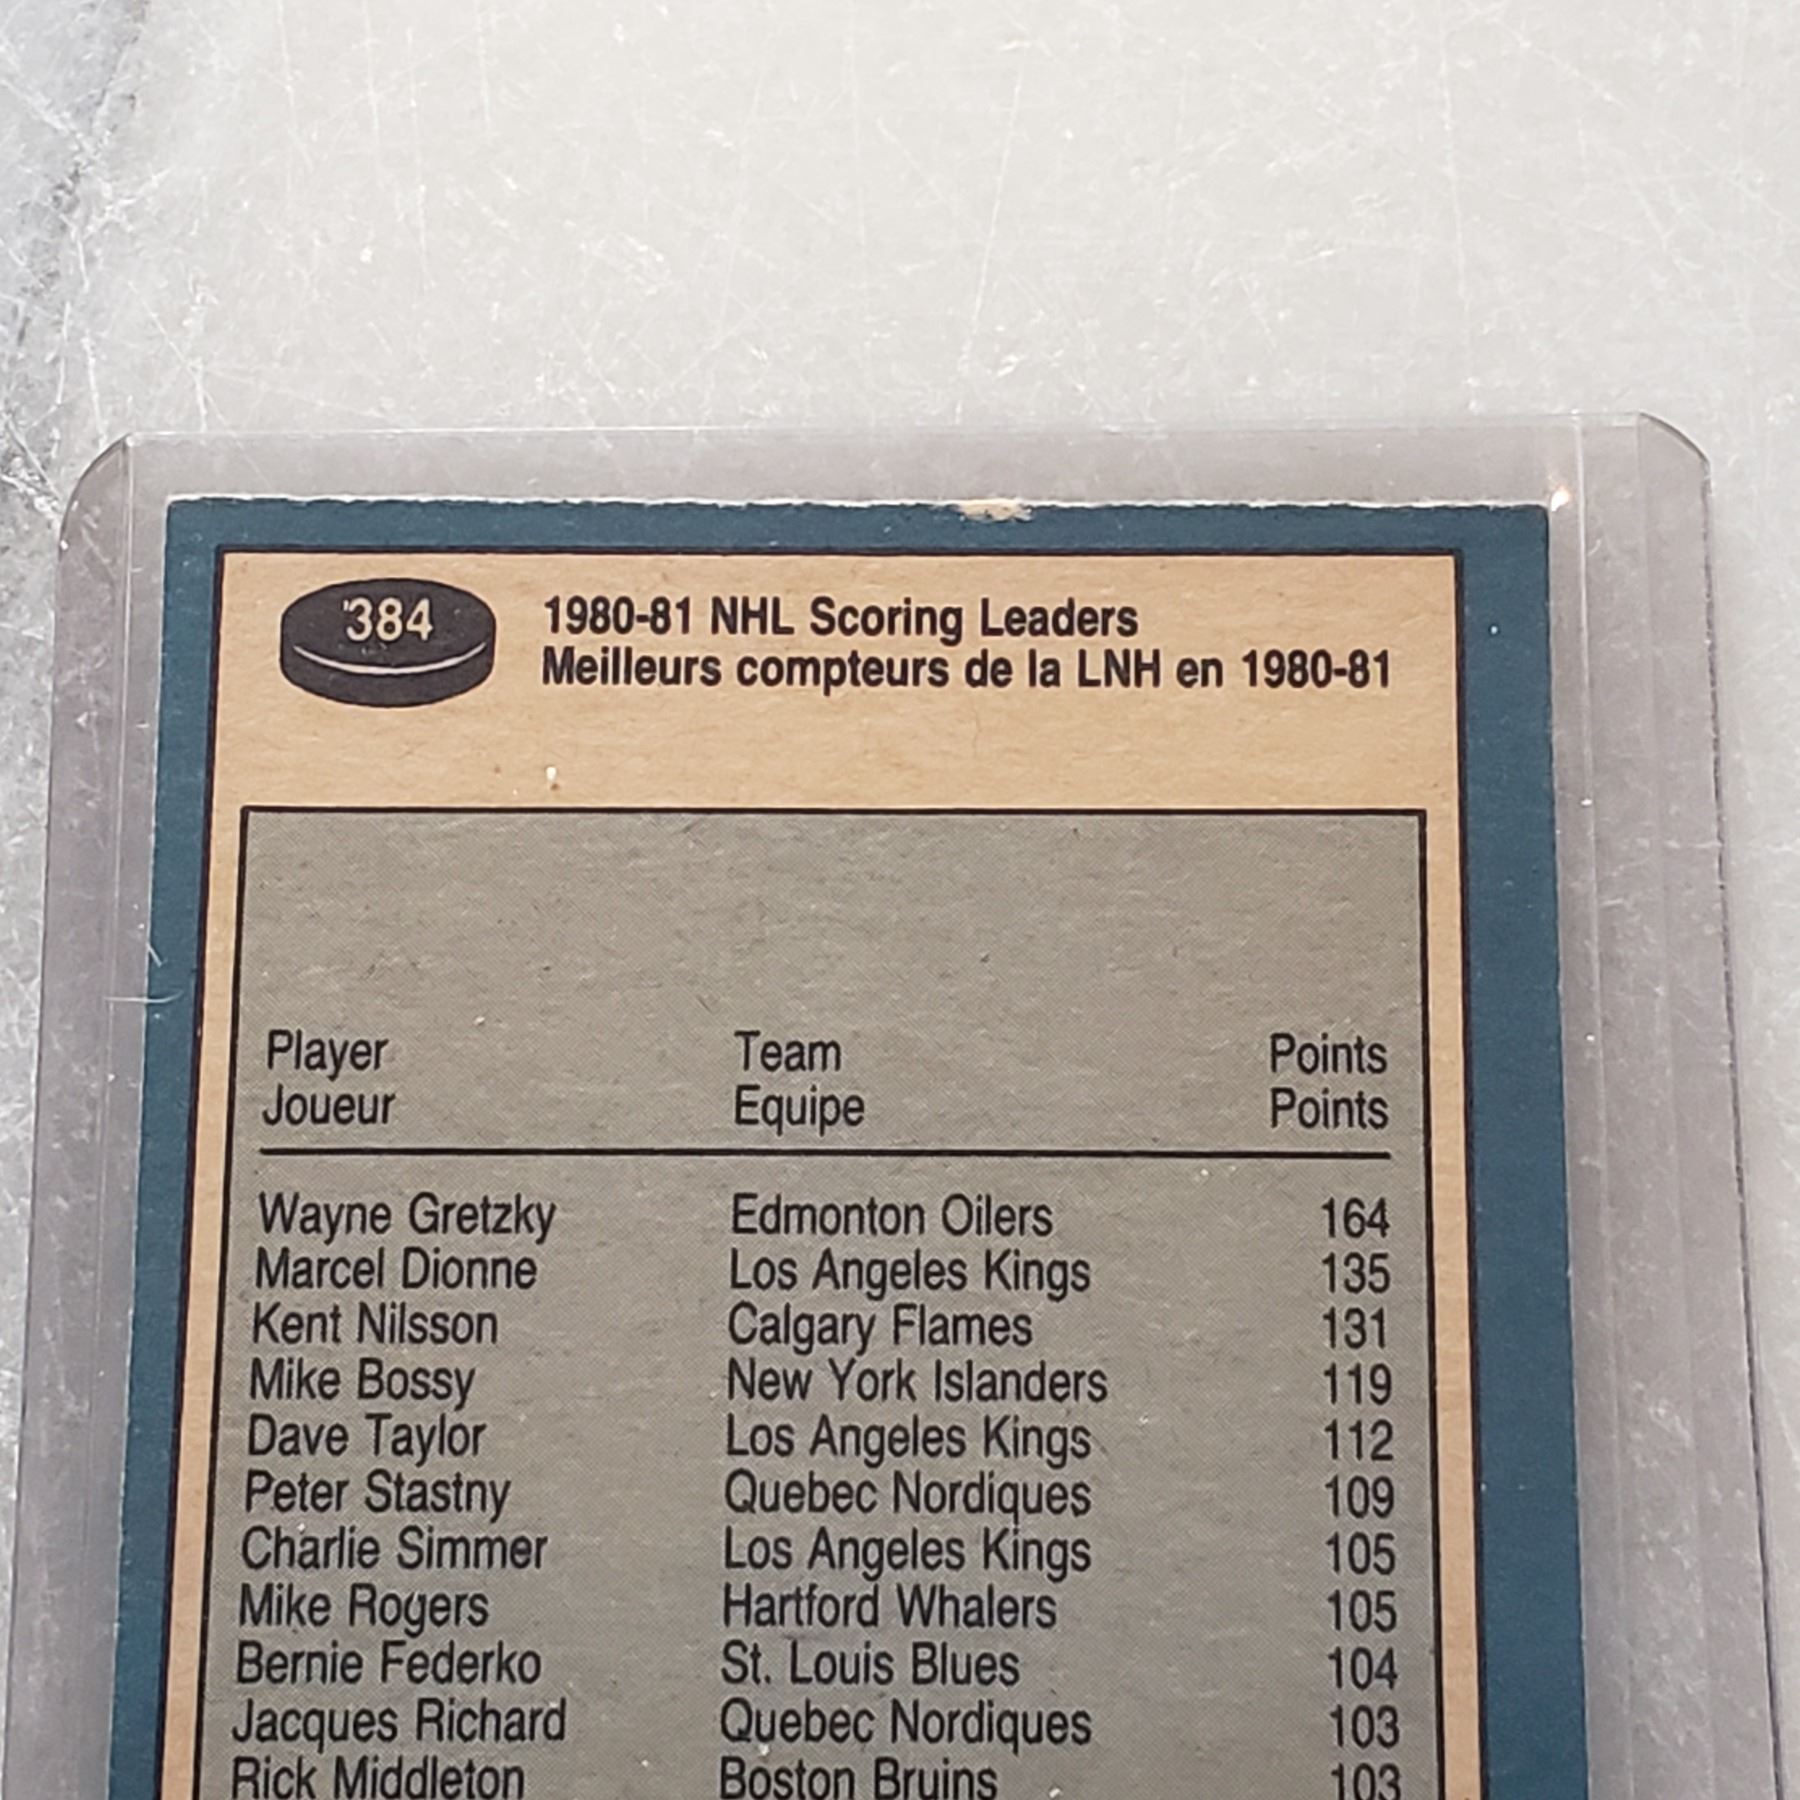 384
1980-81 NHL Scoring Leaders
Meilleurs compteurs de la LNH en 1980-81
Player Team Points
Joueur Equipe Points
Wayne Gretzky Edmonton Oilers 164
Marcel Dionne Los Angeles Kings 135
Kent Nilsson Calgary Flames 131
Mike Bossy New York Islanders 119
Dave Taylor Los Angeles Kings 112
Peter Stastny Quebec Nordiques 109
Charlie Simmer Los Angeles Kings 105
Mike Rogers Hartford Whalers 105
Bernie Federko St. Louis Blues 104
Jacques Richard Quebec Nordiques 103
Rick Middleton Boston Bruins 103